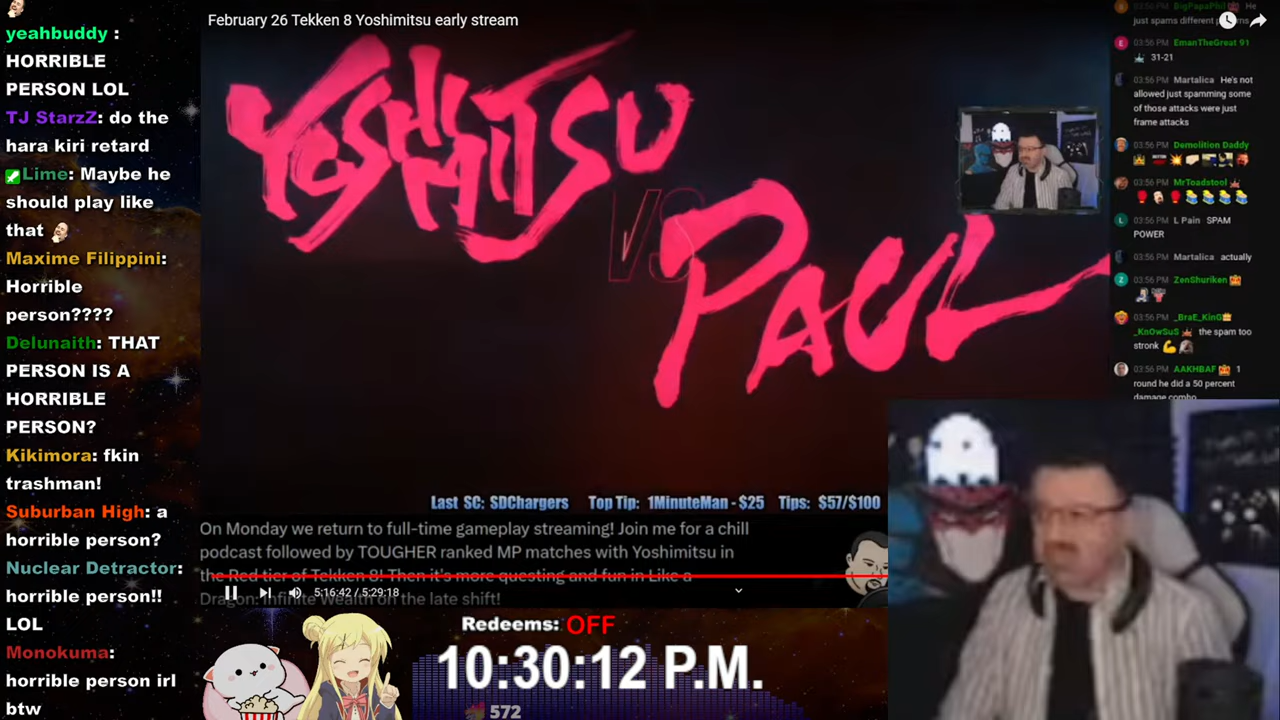 yeahbuddy :
HORRIBLE
PERSON LOL
TJ StarzZ: do the
hara kiri retard
Lime: Maybe he
should play like
that
Maxime Filippini:
Horrible
person????
Delunaith: THAT
PERSON IS A
HORRIBLE
PERSON?
Kikimora: fkin
trashman!
Suburban High: a
horrible person?
Nuclear Detractor:
horrible person!!
LOL
Monokuma:
horrible person irl
btw
February 26 Tekken 8 Yoshimitsu early stream
YOSHIMITSU
VS
PAUL
Last SC: SDChargers Top Tip: 1MinuteMan - $25 Tips: $57/$100
On Monday we return to full-time gameplay streaming! Join me for a chill
podcast followed by TOUGHER ranked MP matches with Yoshimitsu in
the Red tier of Tekken 8! Then it's more questing and fun in Like a
Dragon: Infinite Wealth on the late shift!
5:16:42 / 5:29:18
Redeems: OFF
10:30:12 P.M.
572
03:56 PM BigPapaPhil He
just spams different
03:56 PM EmanTheGreat 91
31-21
03:56 PM Martalica He's not
allowed just spamming some
of those attacks were just
frame attacks
03:56 PM Demolition Daddy
03:56 PM MrToadstool
03:56 PM L Pain SPAM
POWER
03:56 PM Martalica actually
03:56 PM ZenShuriken
03:56 PM _BraE_KinG
_KnOwSuS the spam too
stronk
03:56 PM AAKHBAF 1
round he did a 50 percent
damage combo